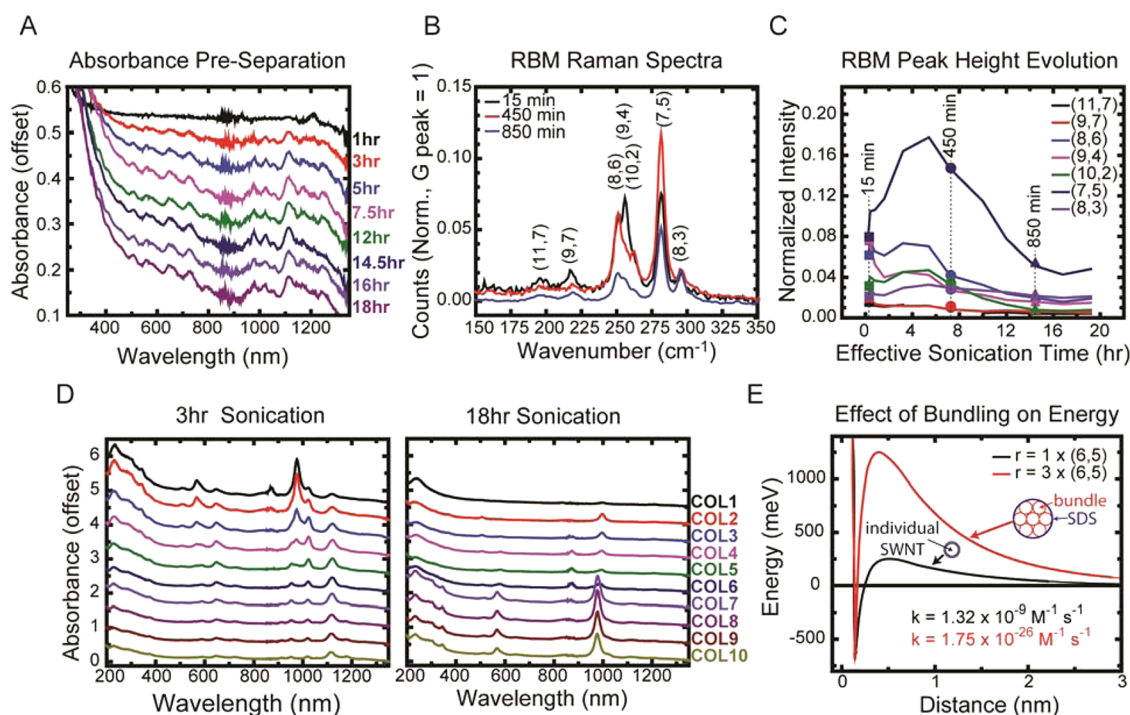 A
Absorbance Pre-Separation
Absorbance (offset)
0.6
0.5
0.4
0.3
0.2
0.1
1hr
3hr
5hr
7.5hr
12hr
14.5hr
16hr
18hr
400 600 800 1000 1200
Wavelength (nm)
B
RBM Raman Spectra
Counts (Norm., G peak = 1)
0.15
0.10
0.05
0.00
15 min
450 min
850 min
(11,7)
(9,7)
(8,6)
(10,2)
(9,4)
(7,5)
(8,3)
150 200 250 300 350
Wavenumber (cm-1)
C
RBM Peak Height Evolution
Normalized Intensity
0.20
0.16
0.12
0.08
0.04
0.00
15 min
450 min
850 min
(11,7)
(9,7)
(8,6)
(9,4)
(10,2)
(7,5)
(8,3)
0 4 8 12 16 20
Effective Sonication Time (hr)
D
3hr Sonication
18hr Sonication
Absorbance (offset)
6
5
4
3
2
1
0
COL1
COL2
COL3
COL4
COL5
COL6
COL7
COL8
COL9
COL10
200 400 600 800 1000 1200
Wavelength (nm)
200 400 600 800 1000 1200
Wavelength (nm)
E
Effect of Bundling on Energy
Energy (meV)
1000
500
0
-500
r = 1 x (6,5)
r = 3 x (6,5)
bundle
SDS
individual
SWNT
k = 1.32 x 10-9 M-1 s-1
k = 1.75 x 10-26 M-1 s-1
0 1 2 3
Distance (nm)